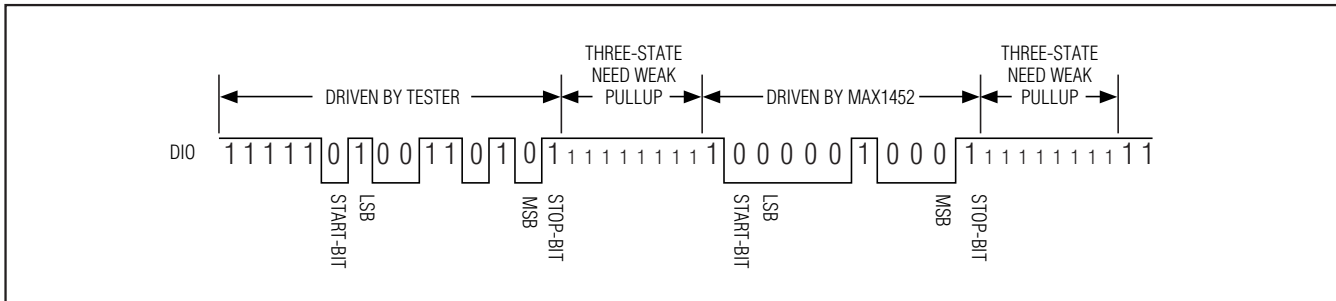 THREE-STATE
NEED WEAK
PULLUP
THREE-STATE
NEED WEAK
PULLUP
DRIVEN BY TESTER
DRIVEN BY MAX1452
DIO
1 1 1 1 1 0 1 0 0 1 1 0 1 0 1 1 1 1 1 1 1 1 1 1 0 0 0 0 0 1 0 0 0 1 1 1 1 1 1 1 1 1 1 1
START-BIT
LSB
MSB
STOP-BIT
START-BIT
LSB
MSB
STOP-BIT